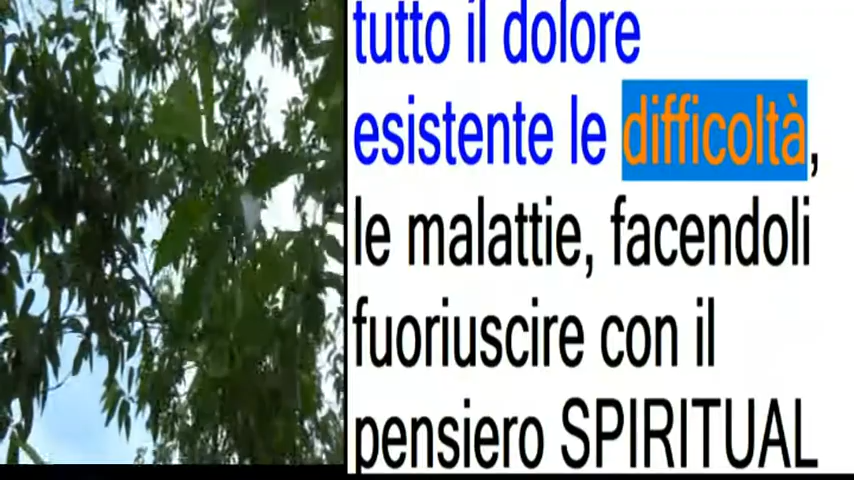 tutto il dolore
esistente le difficoltà,
le malattie, facendoli
fuoriuscire con il
pensiero SPIRITUAL